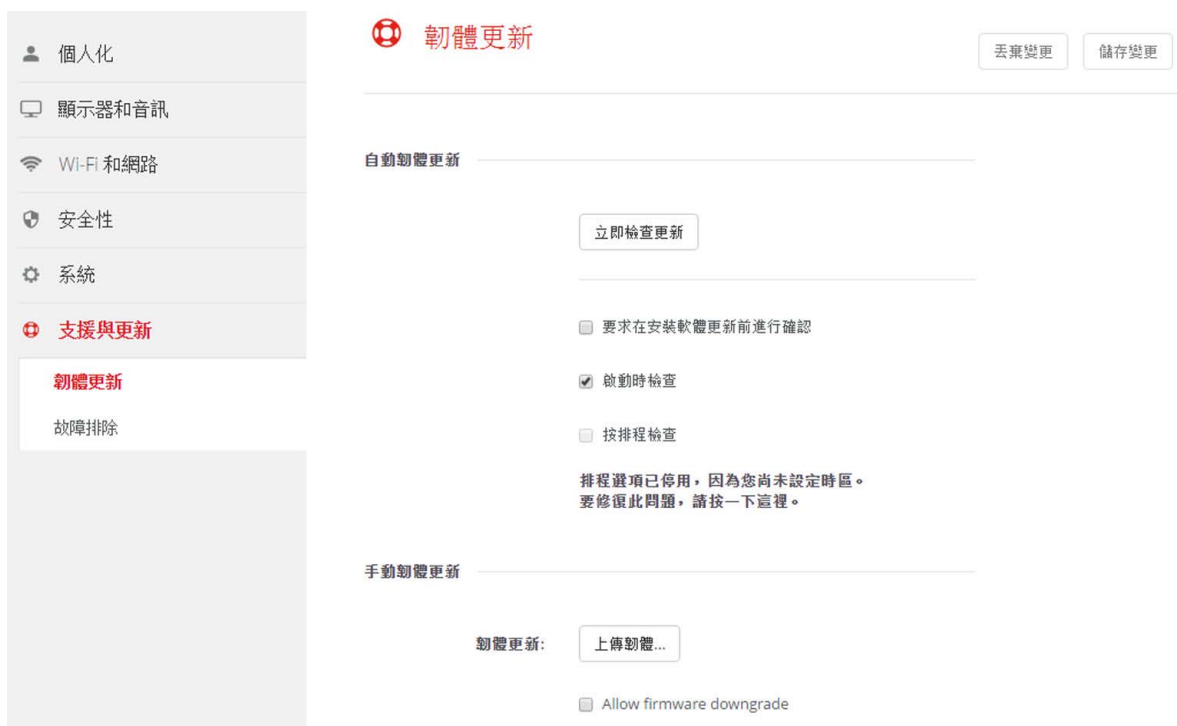 個人化
顯示器和音訊
Wi-Fi 和網路
安全性
系統
支援與更新
韌體更新
故障排除
韌體更新
丟棄變更
儲存變更
自動韌體更新
立即檢查更新
要求在安裝軟體更新前進行確認
啟動時檢查
按排程檢查
排程選項已停用，因為您尚未設定時區。
要修復此問題，請按一下這裡。
手動韌體更新
韌體更新:
上傳韌體...
Allow firmware downgrade